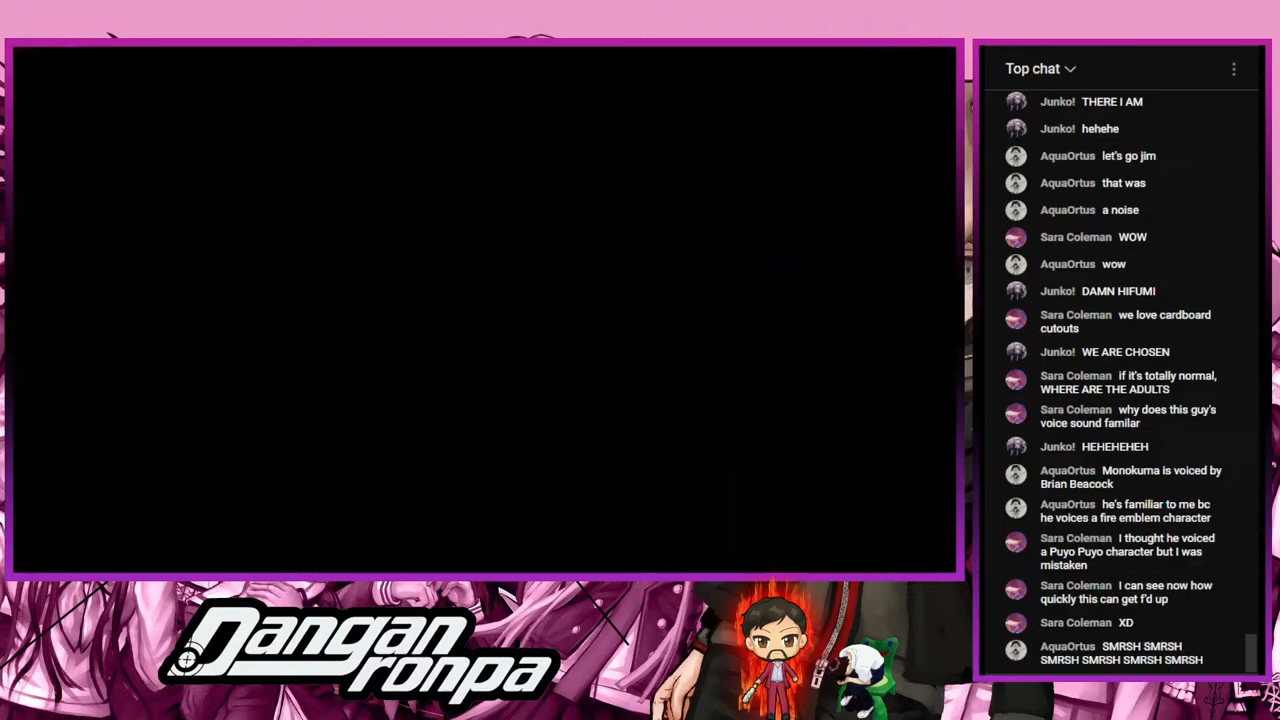 Top chat
Junko! THERE I AM
Junko! hehehe
AquaOrtus let's go jim
AquaOrtus that was
AquaOrtus a noise
Sara Coleman WOW
AquaOrtus wow
Junko! DAMN HIFUMI
Sara Coleman we love cardboard
cutouts
Junko! WE ARE CHOSEN
Sara Coleman if it's totally normal,
WHERE ARE THE ADULTS
Sara Coleman why does this guy's
voice sound familar
Junko! HEHEHEHEH
AquaOrtus Monokuma is voiced by
Brian Beacock
AquaOrtus he's familiar to me bc
he voices a fire emblem character
Sara Coleman I thought he voiced
a Puyo Puyo character but I was
mistaken
Sara Coleman I can see now how
quickly this can get f'd up
Sara Coleman XD
AquaOrtus SMRSH SMRSH
SMRSH SMRSH SMRSH SMRSH
Dangan
ronpa